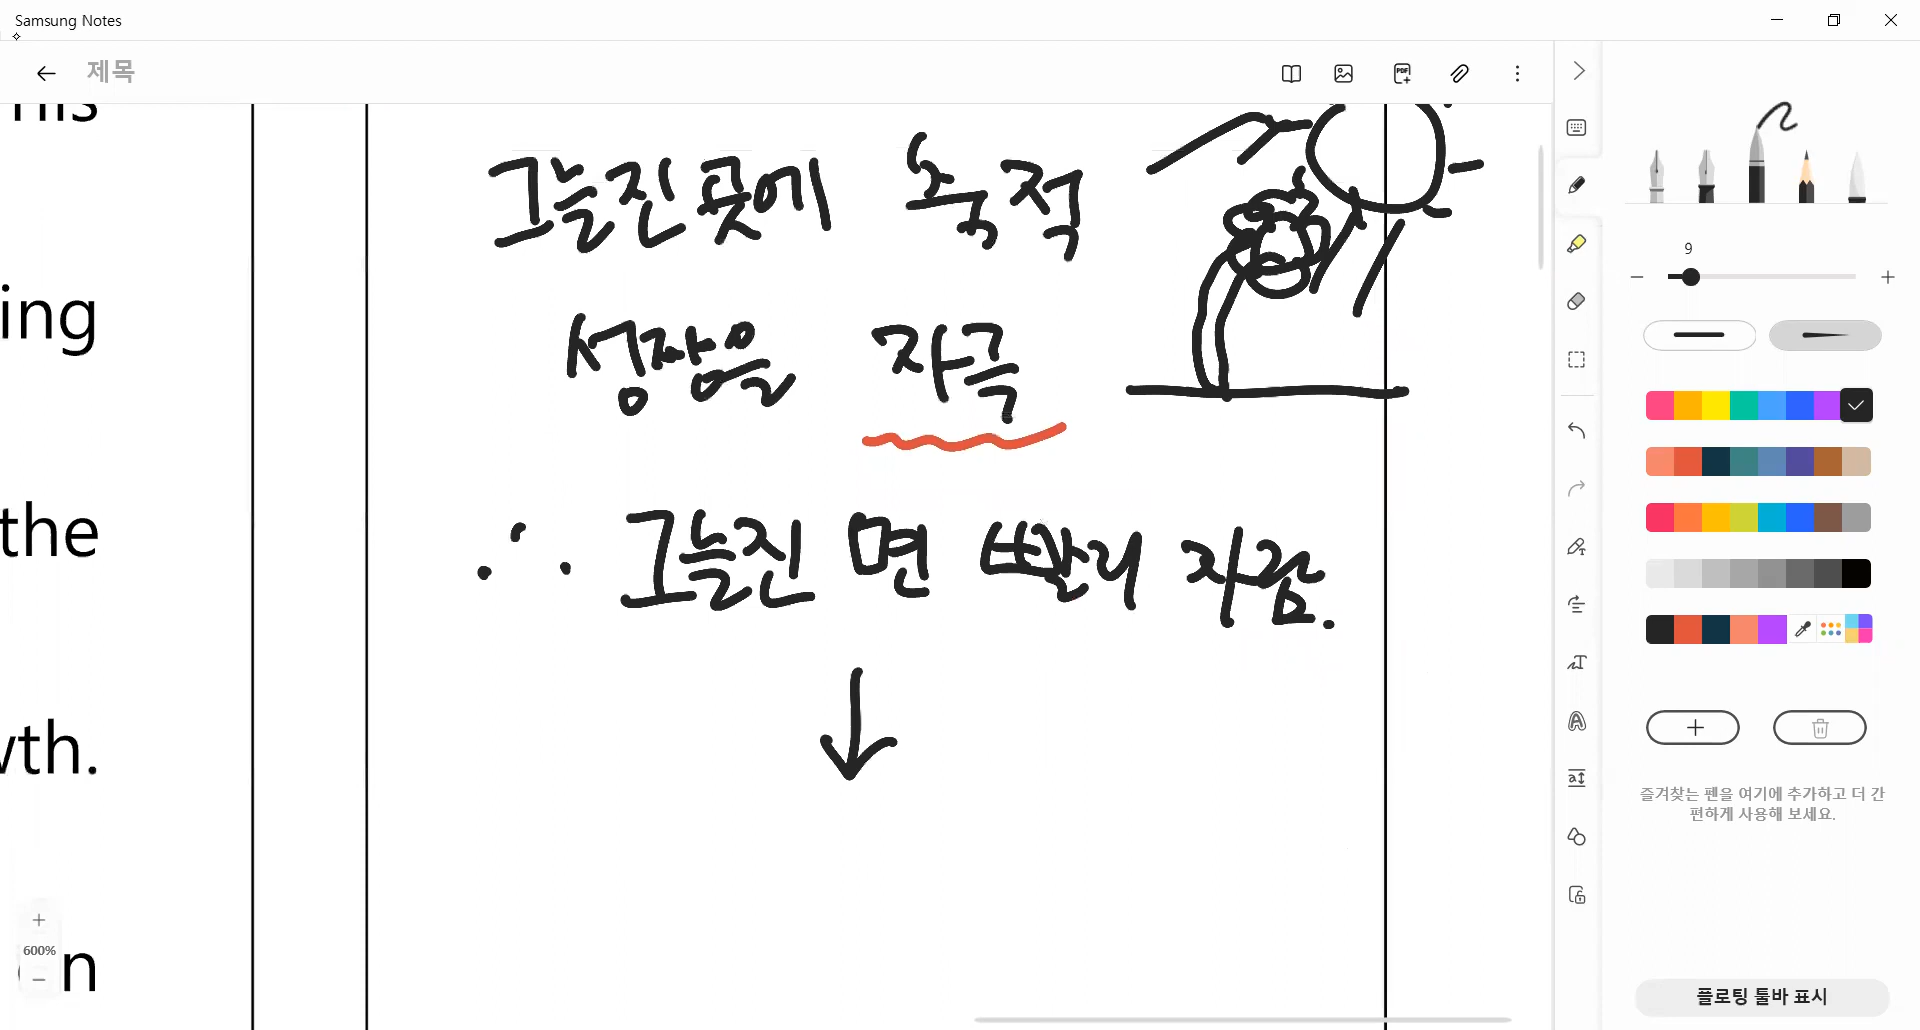 Samsung Notes
제목
his
ing
the
wth.
n
그늘진 곳에 축적
성장을 자극
∴ 그늘진 면 빨리 자람.
↓
9
즐겨찾는 펜을 여기에 추가하고 더 간
편하게 사용해 보세요.
600%
플로팅 툴바 표시